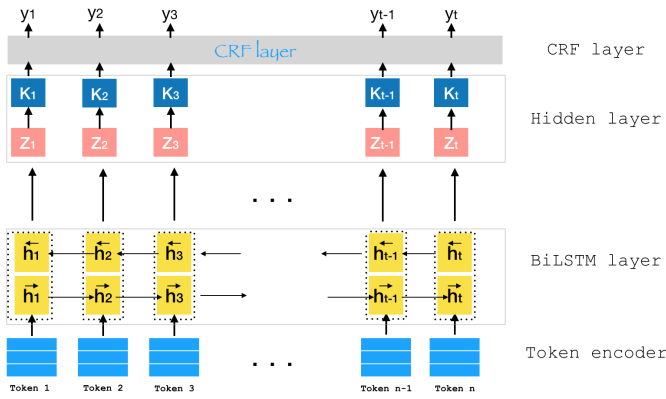 y1 y2 y3 yt-1 yt
CRF layer CRF layer
K1 K2 K3 Kt-1 Kt
Hidden layer
Z1 Z2 Z3 Zt-1 Zt
. . .
h1 h2 h3 ht-1 ht
BiLSTM layer
h1 h2 h3 ht-1 ht
Token encoder
. . .
Token 1 Token 2 Token 3 Token n-1 Token n